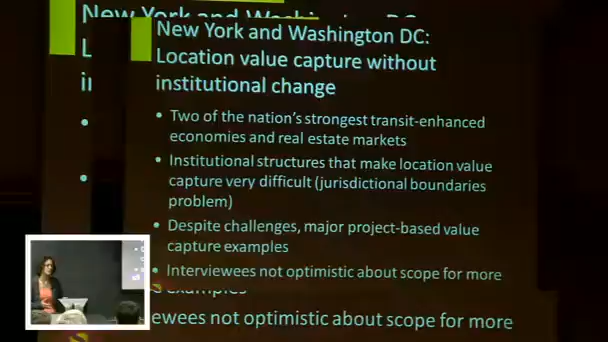 New York and Washington DC:
Location value capture without
institutional change
• Two of the nation's strongest transit-enhanced
economies and real estate markets
• Institutional structures that make location value
capture very difficult (jurisdictional boundaries
problem)
• Despite challenges, major project-based value
capture examples
• Interviewees not optimistic about scope for more
examples
ewees not optimistic about scope for more